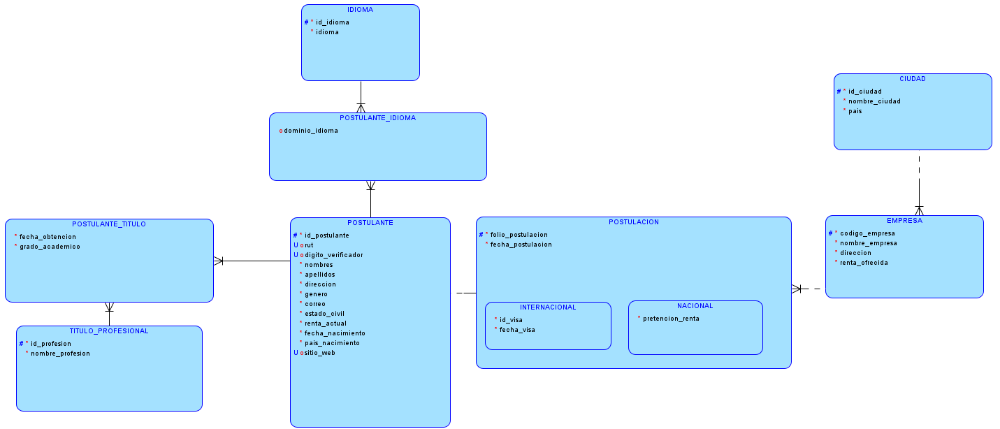 IDIOMA
# * id_idioma
* idioma
POSTULANTE_IDIOMA
o dominio_idioma
CIUDAD
# * id_ciudad
* nombre_ciudad
* pais
POSTULANTE_TITULO
* fecha_obtencion
* grado_academico
TITULO_PROFESIONAL
# * id_profesion
* nombre_profesion
POSTULANTE
# * id_postulante
U o rut
U o digito_verificador
* nombres
* apellidos
* direccion
* genero
* correo
* estado_civil
* renta_actual
* fecha_nacimiento
* pais_nacimiento
U o sitio_web
POSTULACION
# * folio_postulacion
* fecha_postulacion
INTERNACIONAL
* id_visa
* fecha_visa
NACIONAL
* pretencion_renta
EMPRESA
# * codigo_empresa
* nombre_empresa
* direccion
* renta_ofrecida